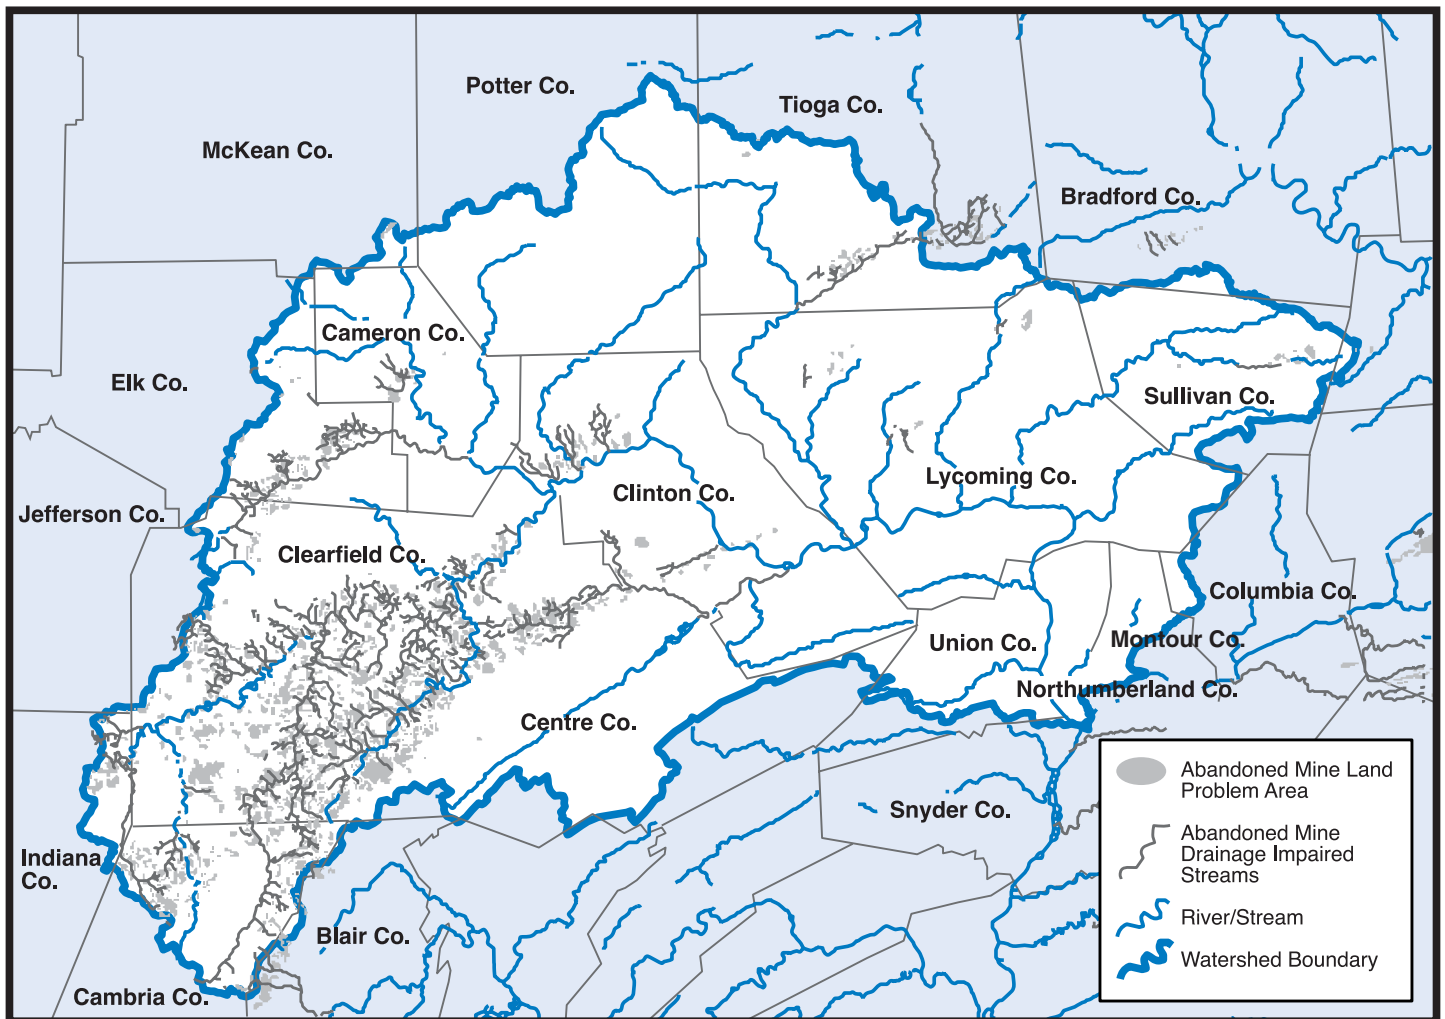 Potter Co.
Tioga Co.
McKean Co.
Bradford Co.
Cameron Co.
Elk Co.
Sullivan Co.
Lycoming Co.
Clinton Co.
Jefferson Co.
Clearfield Co.
Columbia Co.
Union Co.
Montour Co.
Northumberland Co.
Centre Co.
Snyder Co.
Indiana
Co.
Blair Co.
Cambria Co.
Abandoned Mine Land
Problem Area
Abandoned Mine
Drainage Impaired
Streams
River/Stream
Watershed Boundary